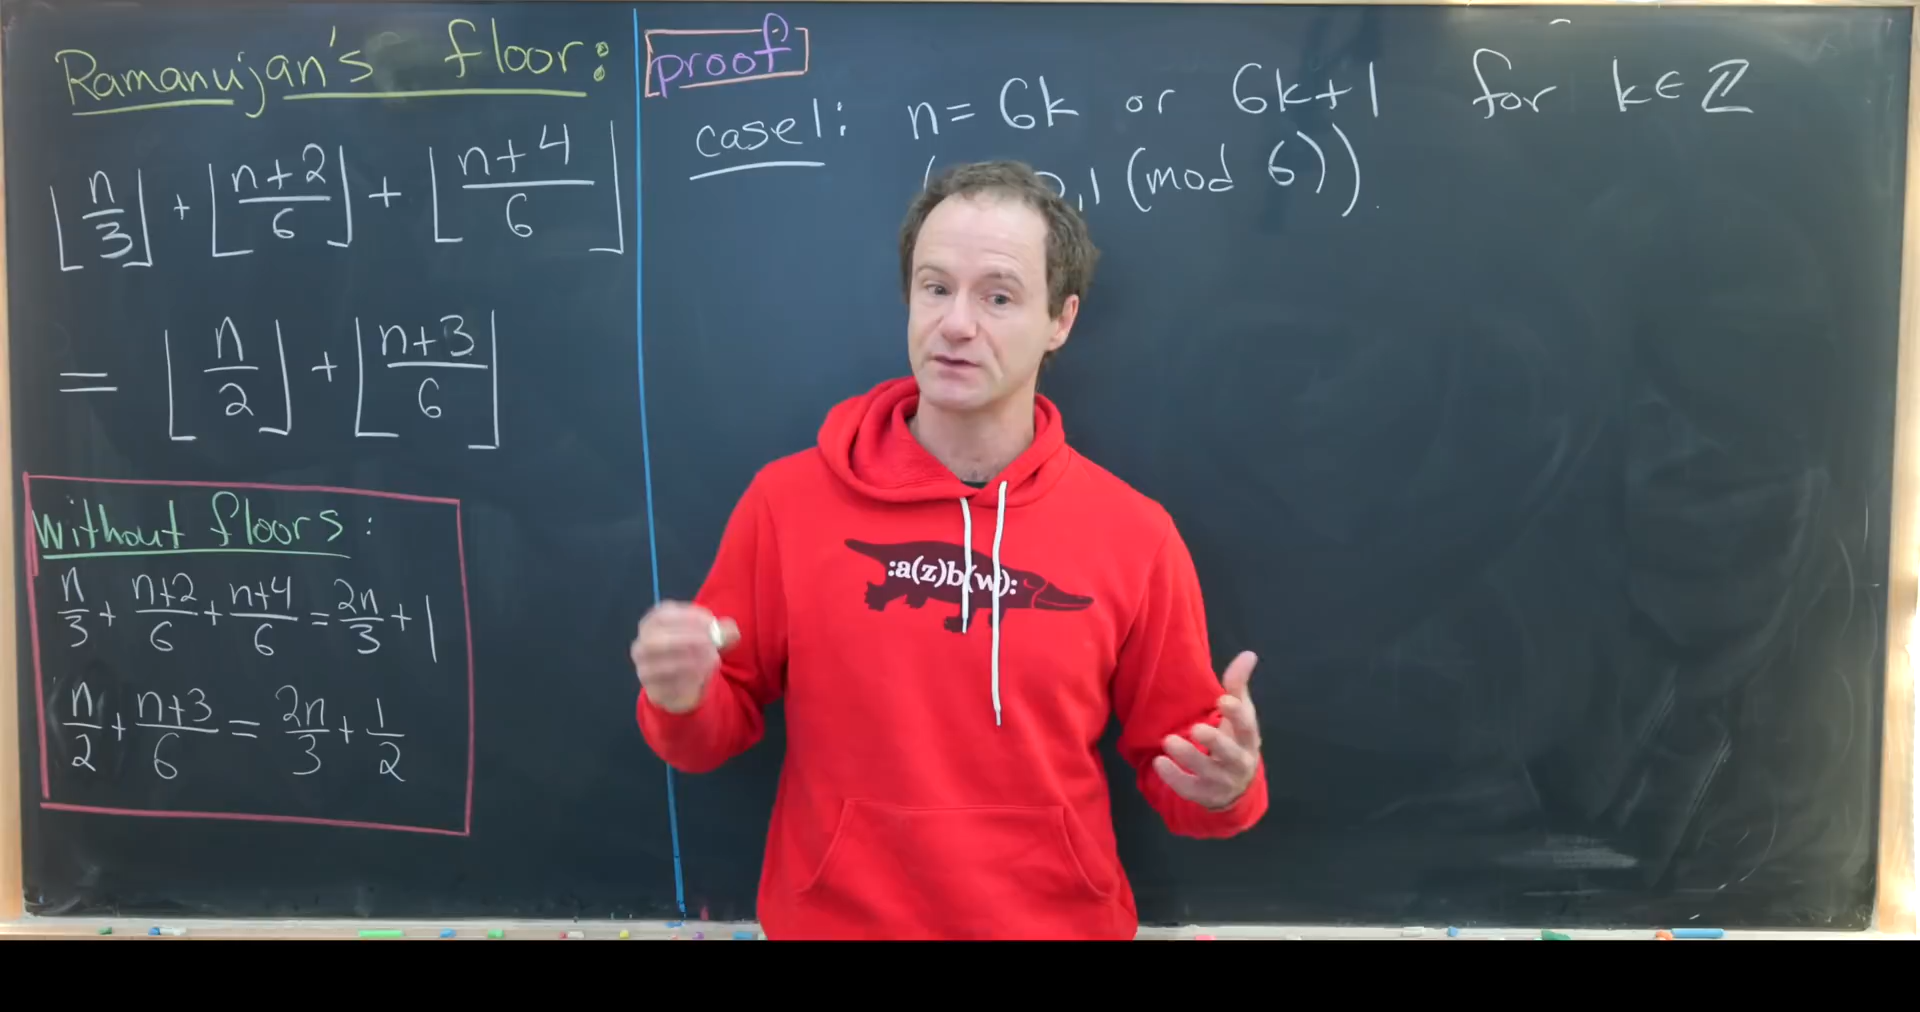 Ramanujan's floor:
⌊n/3⌋ + ⌊(n+2)/6⌋ + ⌊(n+4)/6⌋
= ⌊n/2⌋ + ⌊(n+3)/6⌋
Without floors:
n/3 + (n+2)/6 + (n+4)/6 = 2n/3 + 1
n/2 + (n+3)/6 = 2n/3 + 1/2
proof
case 1: n = 6k or 6k+1 for k ∈ ℤ
( ,1 (mod 6)).
:a(z)b(w):